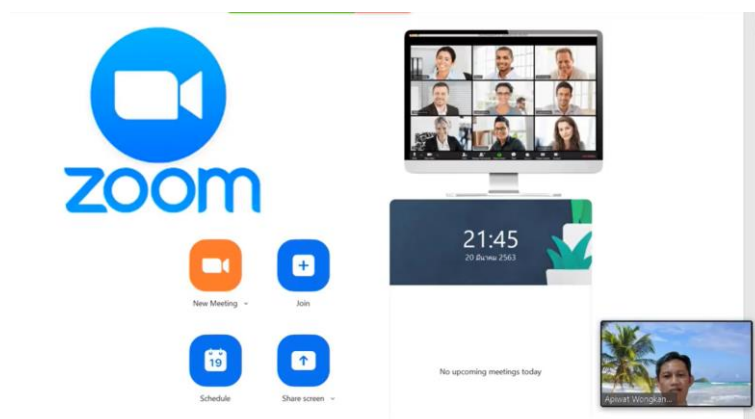 zoom
21:45
20 มีนาคม 2563
New Meeting
Join
19
Schedule
Share screen
No upcoming meetings today
Apiwat Wongkan...